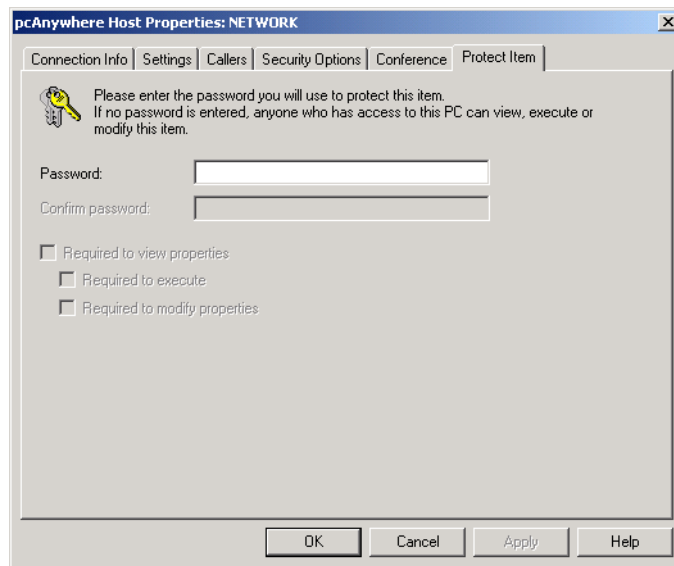 pcAnywhere Host Properties: NETWORK
Connection Info Settings Callers Security Options Conference Protect Item
Please enter the password you will use to protect this item.
If no password is entered, anyone who has access to this PC can view, execute or
modify this item.
Password:
Confirm password:
Required to view properties
Required to execute
Required to modify properties
OK Cancel Apply Help